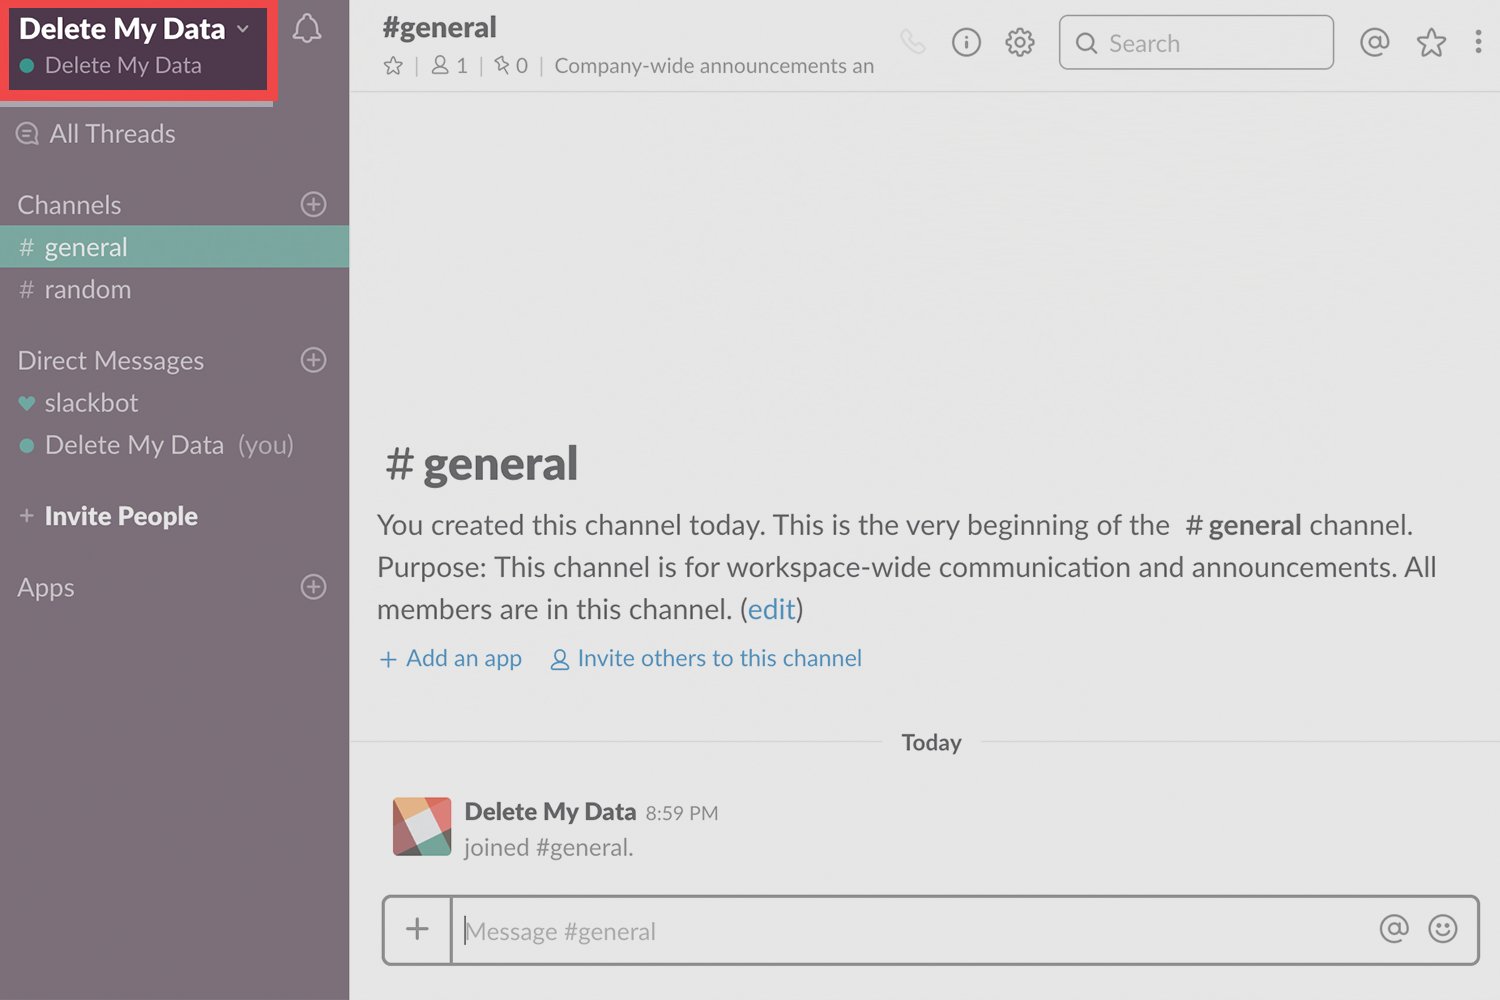 Delete My Data
Delete My Data
All Threads
Channels
# general
# random
Direct Messages
slackbot
Delete My Data (you)
+ Invite People
Apps
#general
1 | 0 | Company-wide announcements an
Search
# general
You created this channel today. This is the very beginning of the # general channel.
Purpose: This channel is for workspace-wide communication and announcements. All
members are in this channel. (edit)
+ Add an app Invite others to this channel
Today
Delete My Data 8:59 PM
joined #general.
Message #general